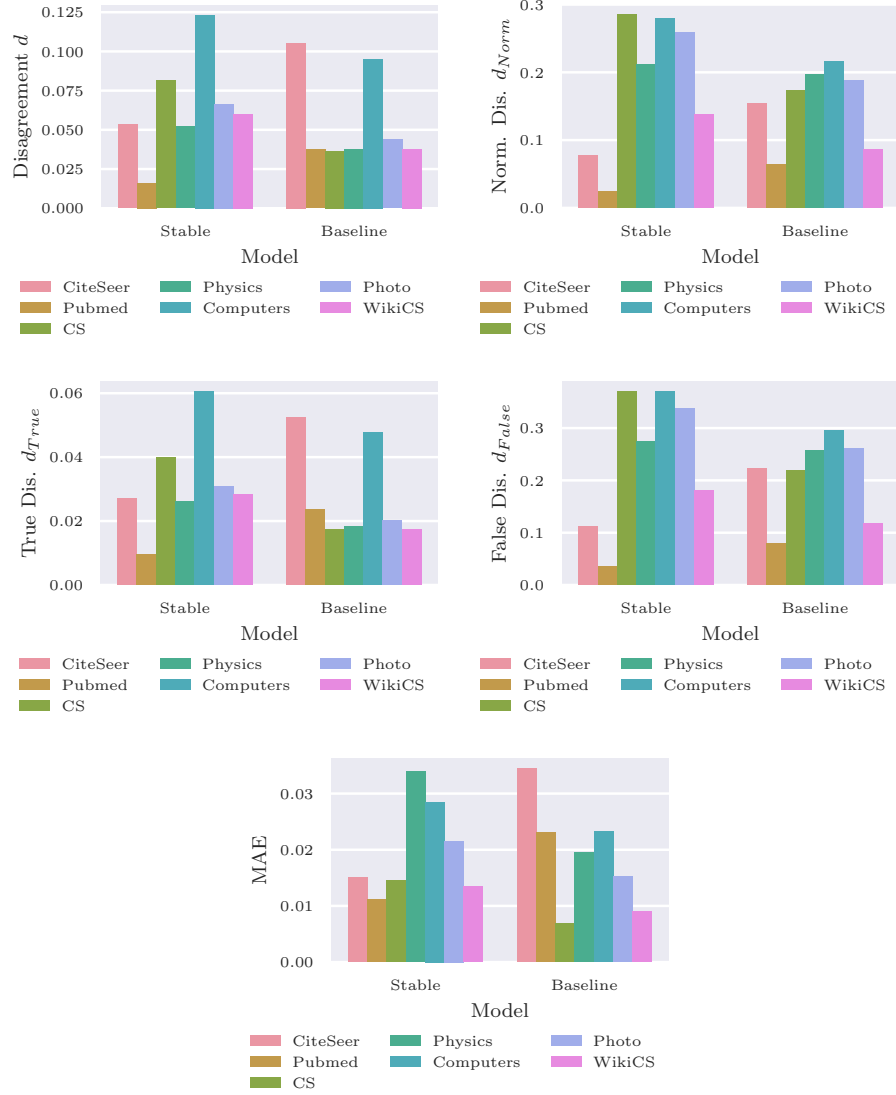 0.125
0.100
0.075
0.050
0.025
0.000
Disagreement d
Stable Baseline
Model
CiteSeer Physics Photo
Pubmed Computers WikiCS
CS
0.3
0.2
0.1
0.0
Norm. Dis. d_Norm
Stable Baseline
Model
CiteSeer Physics Photo
Pubmed Computers WikiCS
CS
0.06
0.04
0.02
0.00
True Dis. d_True
Stable Baseline
Model
CiteSeer Physics Photo
Pubmed Computers WikiCS
CS
0.3
0.2
0.1
0.0
False Dis. d_False
Stable Baseline
Model
CiteSeer Physics Photo
Pubmed Computers WikiCS
CS
0.03
0.02
0.01
0.00
MAE
Stable Baseline
Model
CiteSeer Physics Photo
Pubmed Computers WikiCS
CS